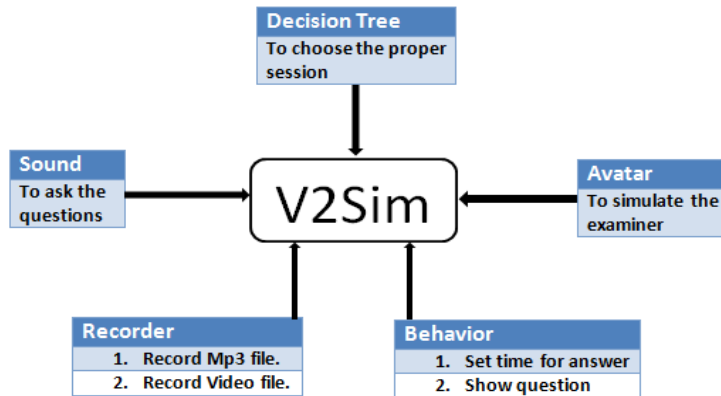 Decision Tree
To choose the proper
session
Sound
To ask the
questions
V2Sim
Avatar
To simulate the
examiner
Recorder
1. Record Mp3 file.
2. Record Video file.
Behavior
1. Set time for answer
2. Show question